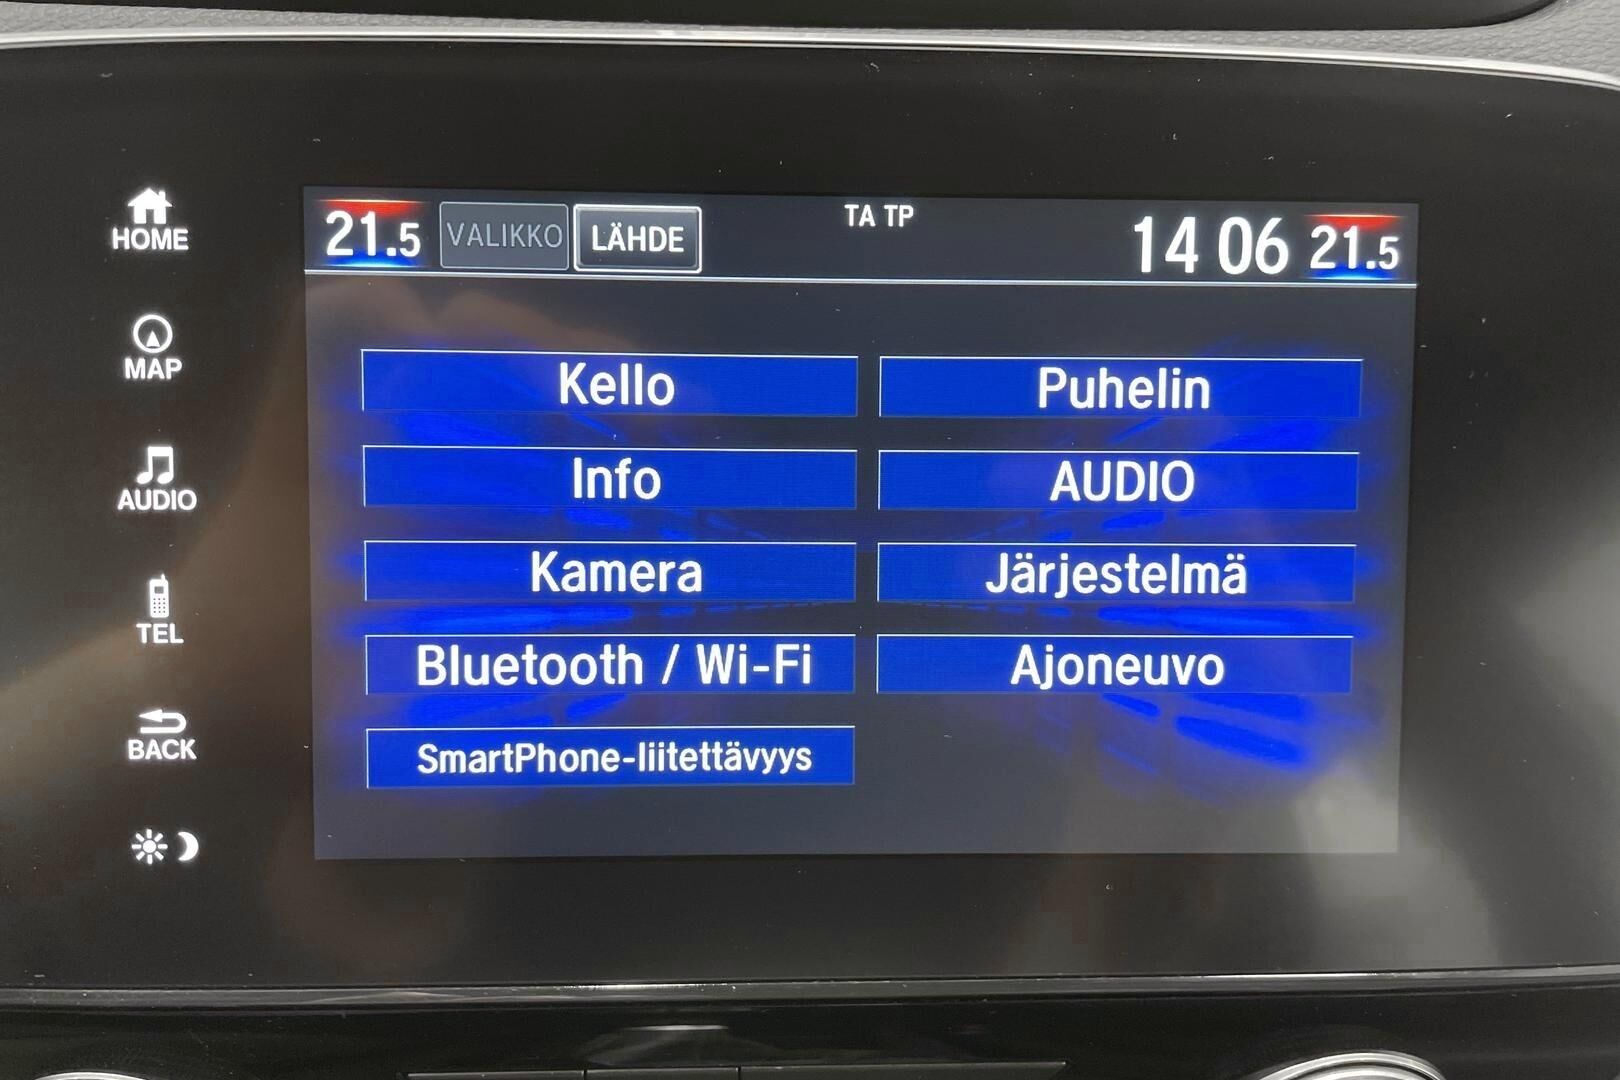 HOME
MAP
AUDIO
TEL
BACK
21.5 VALIKKO LÄHDE TA TP 14 06 21.5
Kello Puhelin
Info AUDIO
Kamera Järjestelmä
Bluetooth / Wi-Fi Ajoneuvo
SmartPhone-liitettävyys